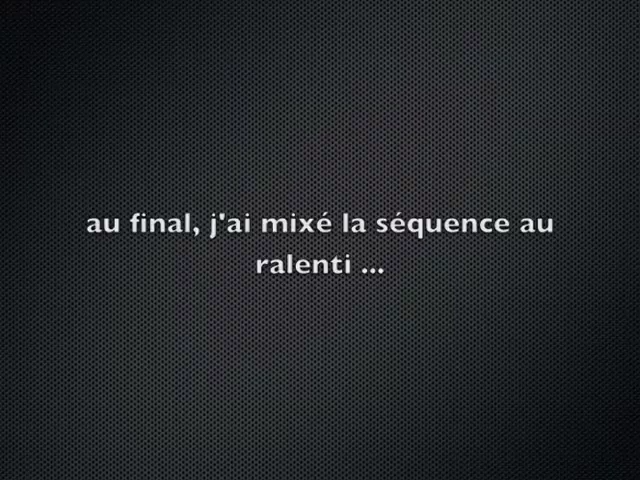 au final, j'ai mixé la séquence au
ralenti ...